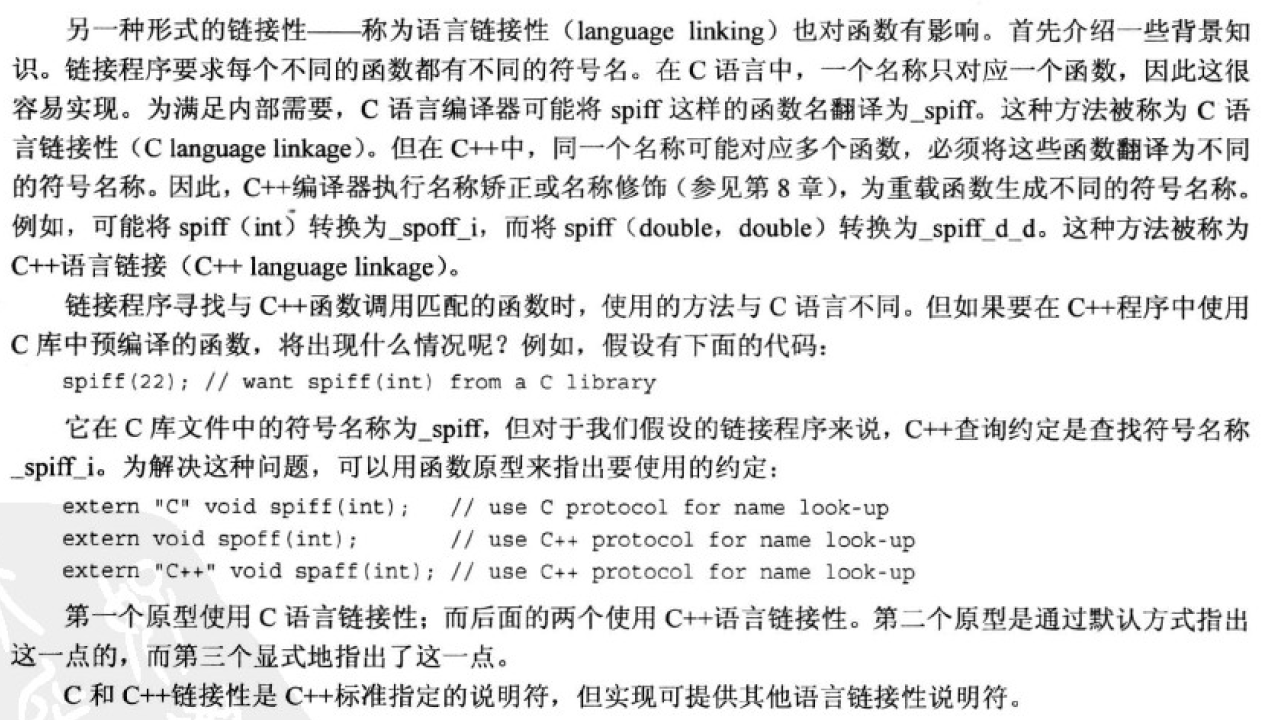 另一种形式的链接性——称为语言链接性（language linking）也对函数有影响。首先介绍一些背景知
识。链接程序要求每个不同的函数都有不同的符号名。在 C 语言中，一个名称只对应一个函数，因此这很
容易实现。为满足内部需要，C 语言编译器可能将 spiff 这样的函数名翻译为_spiff。这种方法被称为 C 语
言链接性（C language linkage）。但在 C++中，同一个名称可能对应多个函数，必须将这些函数翻译为不同
的符号名称。因此，C++编译器执行名称矫正或名称修饰（参见第 8 章），为重载函数生成不同的符号名称。
例如，可能将 spiff（int）转换为_spoff_i，而将 spiff（double，double）转换为_spiff_d_d。这种方法被称为
C++语言链接（C++ language linkage）。
链接程序寻找与 C++函数调用匹配的函数时，使用的方法与 C 语言不同。但如果要在 C++程序中使用
C 库中预编译的函数，将出现什么情况呢？例如，假设有下面的代码：
spiff(22); // want spiff(int) from a C library
它在 C 库文件中的符号名称为_spiff，但对于我们假设的链接程序来说，C++查询约定是查找符号名称
_spiff_i。为解决这种问题，可以用函数原型来指出要使用的约定：
extern "C" void spiff(int); // use C protocol for name look-up
extern void spoff(int); // use C++ protocol for name look-up
extern "C++" void spaff(int); // use C++ protocol for name look-up
第一个原型使用 C 语言链接性；而后面的两个使用 C++语言链接性。第二个原型是通过默认方式指出
这一点的，而第三个显式地指出了这一点。
C 和 C++链接性是 C++标准指定的说明符，但实现可提供其他语言链接性说明符。